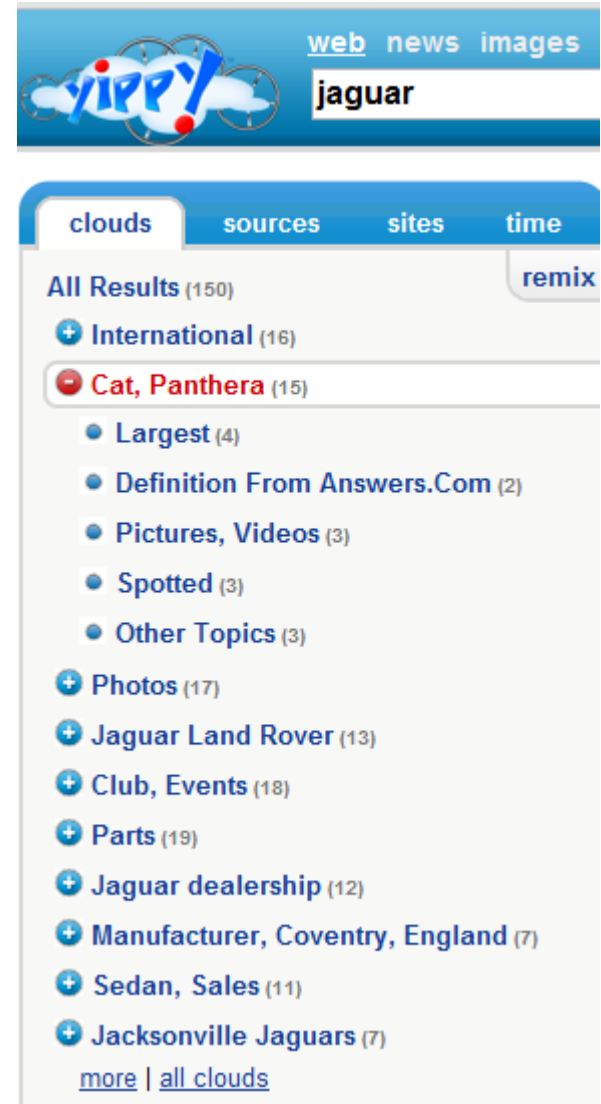 web news images
yippy!
jaguar
clouds sources sites time
remix
All Results (150)
International (16)
Cat, Panthera (15)
Largest (4)
Definition From Answers.Com (2)
Pictures, Videos (3)
Spotted (3)
Other Topics (3)
Photos (17)
Jaguar Land Rover (13)
Club, Events (18)
Parts (19)
Jaguar dealership (12)
Manufacturer, Coventry, England (7)
Sedan, Sales (11)
Jacksonville Jaguars (7)
more | all clouds